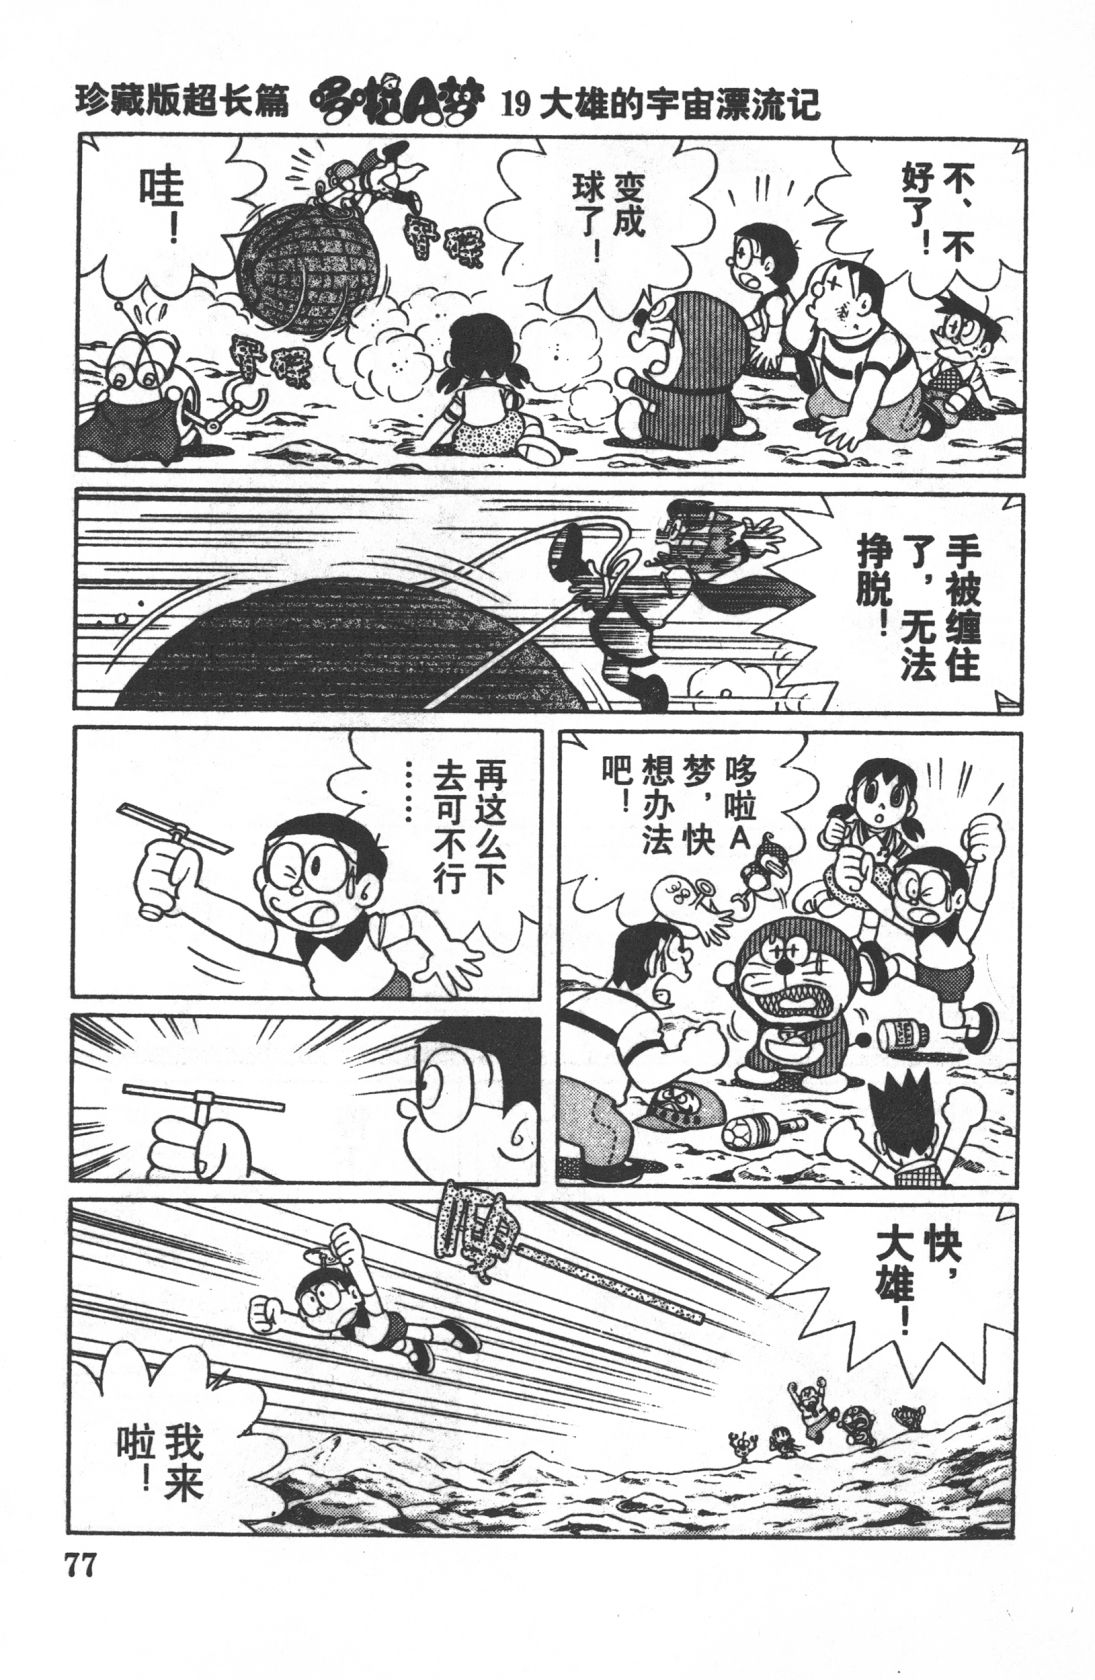 珍藏版超长篇 哆啦A梦 19 大雄的宇宙漂流记
不、不
好了！
变成
球了！
哇！
手被缠住
了，无法
挣脱！
哆啦A
梦，快
想办法
吧！
再这么下
去可不行
……
快，
大雄！
我来
啦！
77